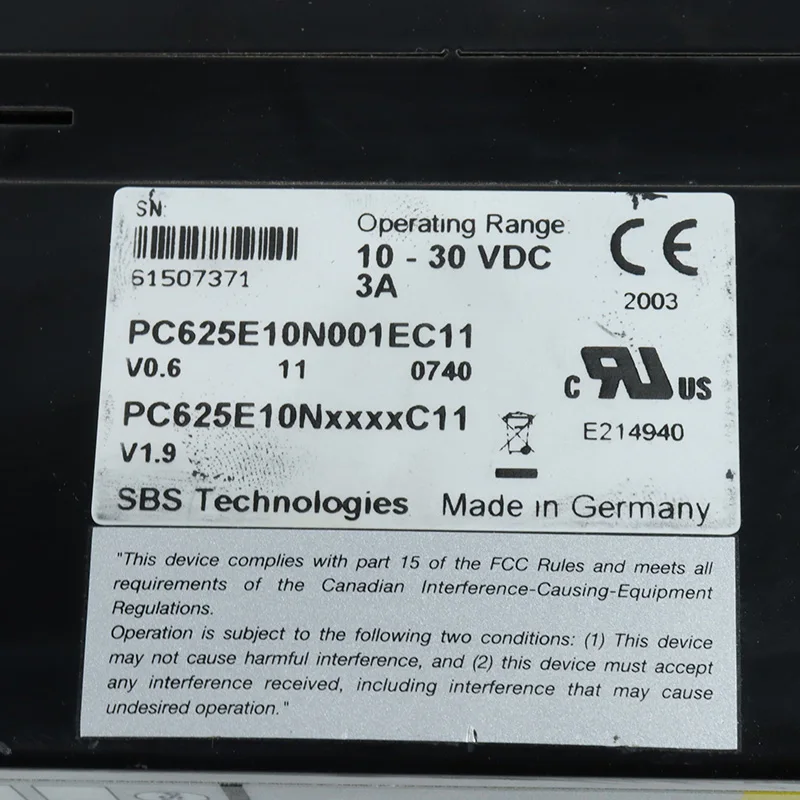 SN:
61507371
Operating Range
10 - 30 VDC
3A
CE
2003
PC625E10N001EC11
V0.6 11 0740
PC625E10NxxxxC11
V1.9
C RU US
E214940
SBS Technologies Made in Germany
"This device complies with part 15 of the FCC Rules and meets all
requirements of the Canadian Interference-Causing-Equipment
Regulations.
Operation is subject to the following two conditions: (1) This device
may not cause harmful interference, and (2) this device must accept
any interference received, including interference that may cause
undesired operation."